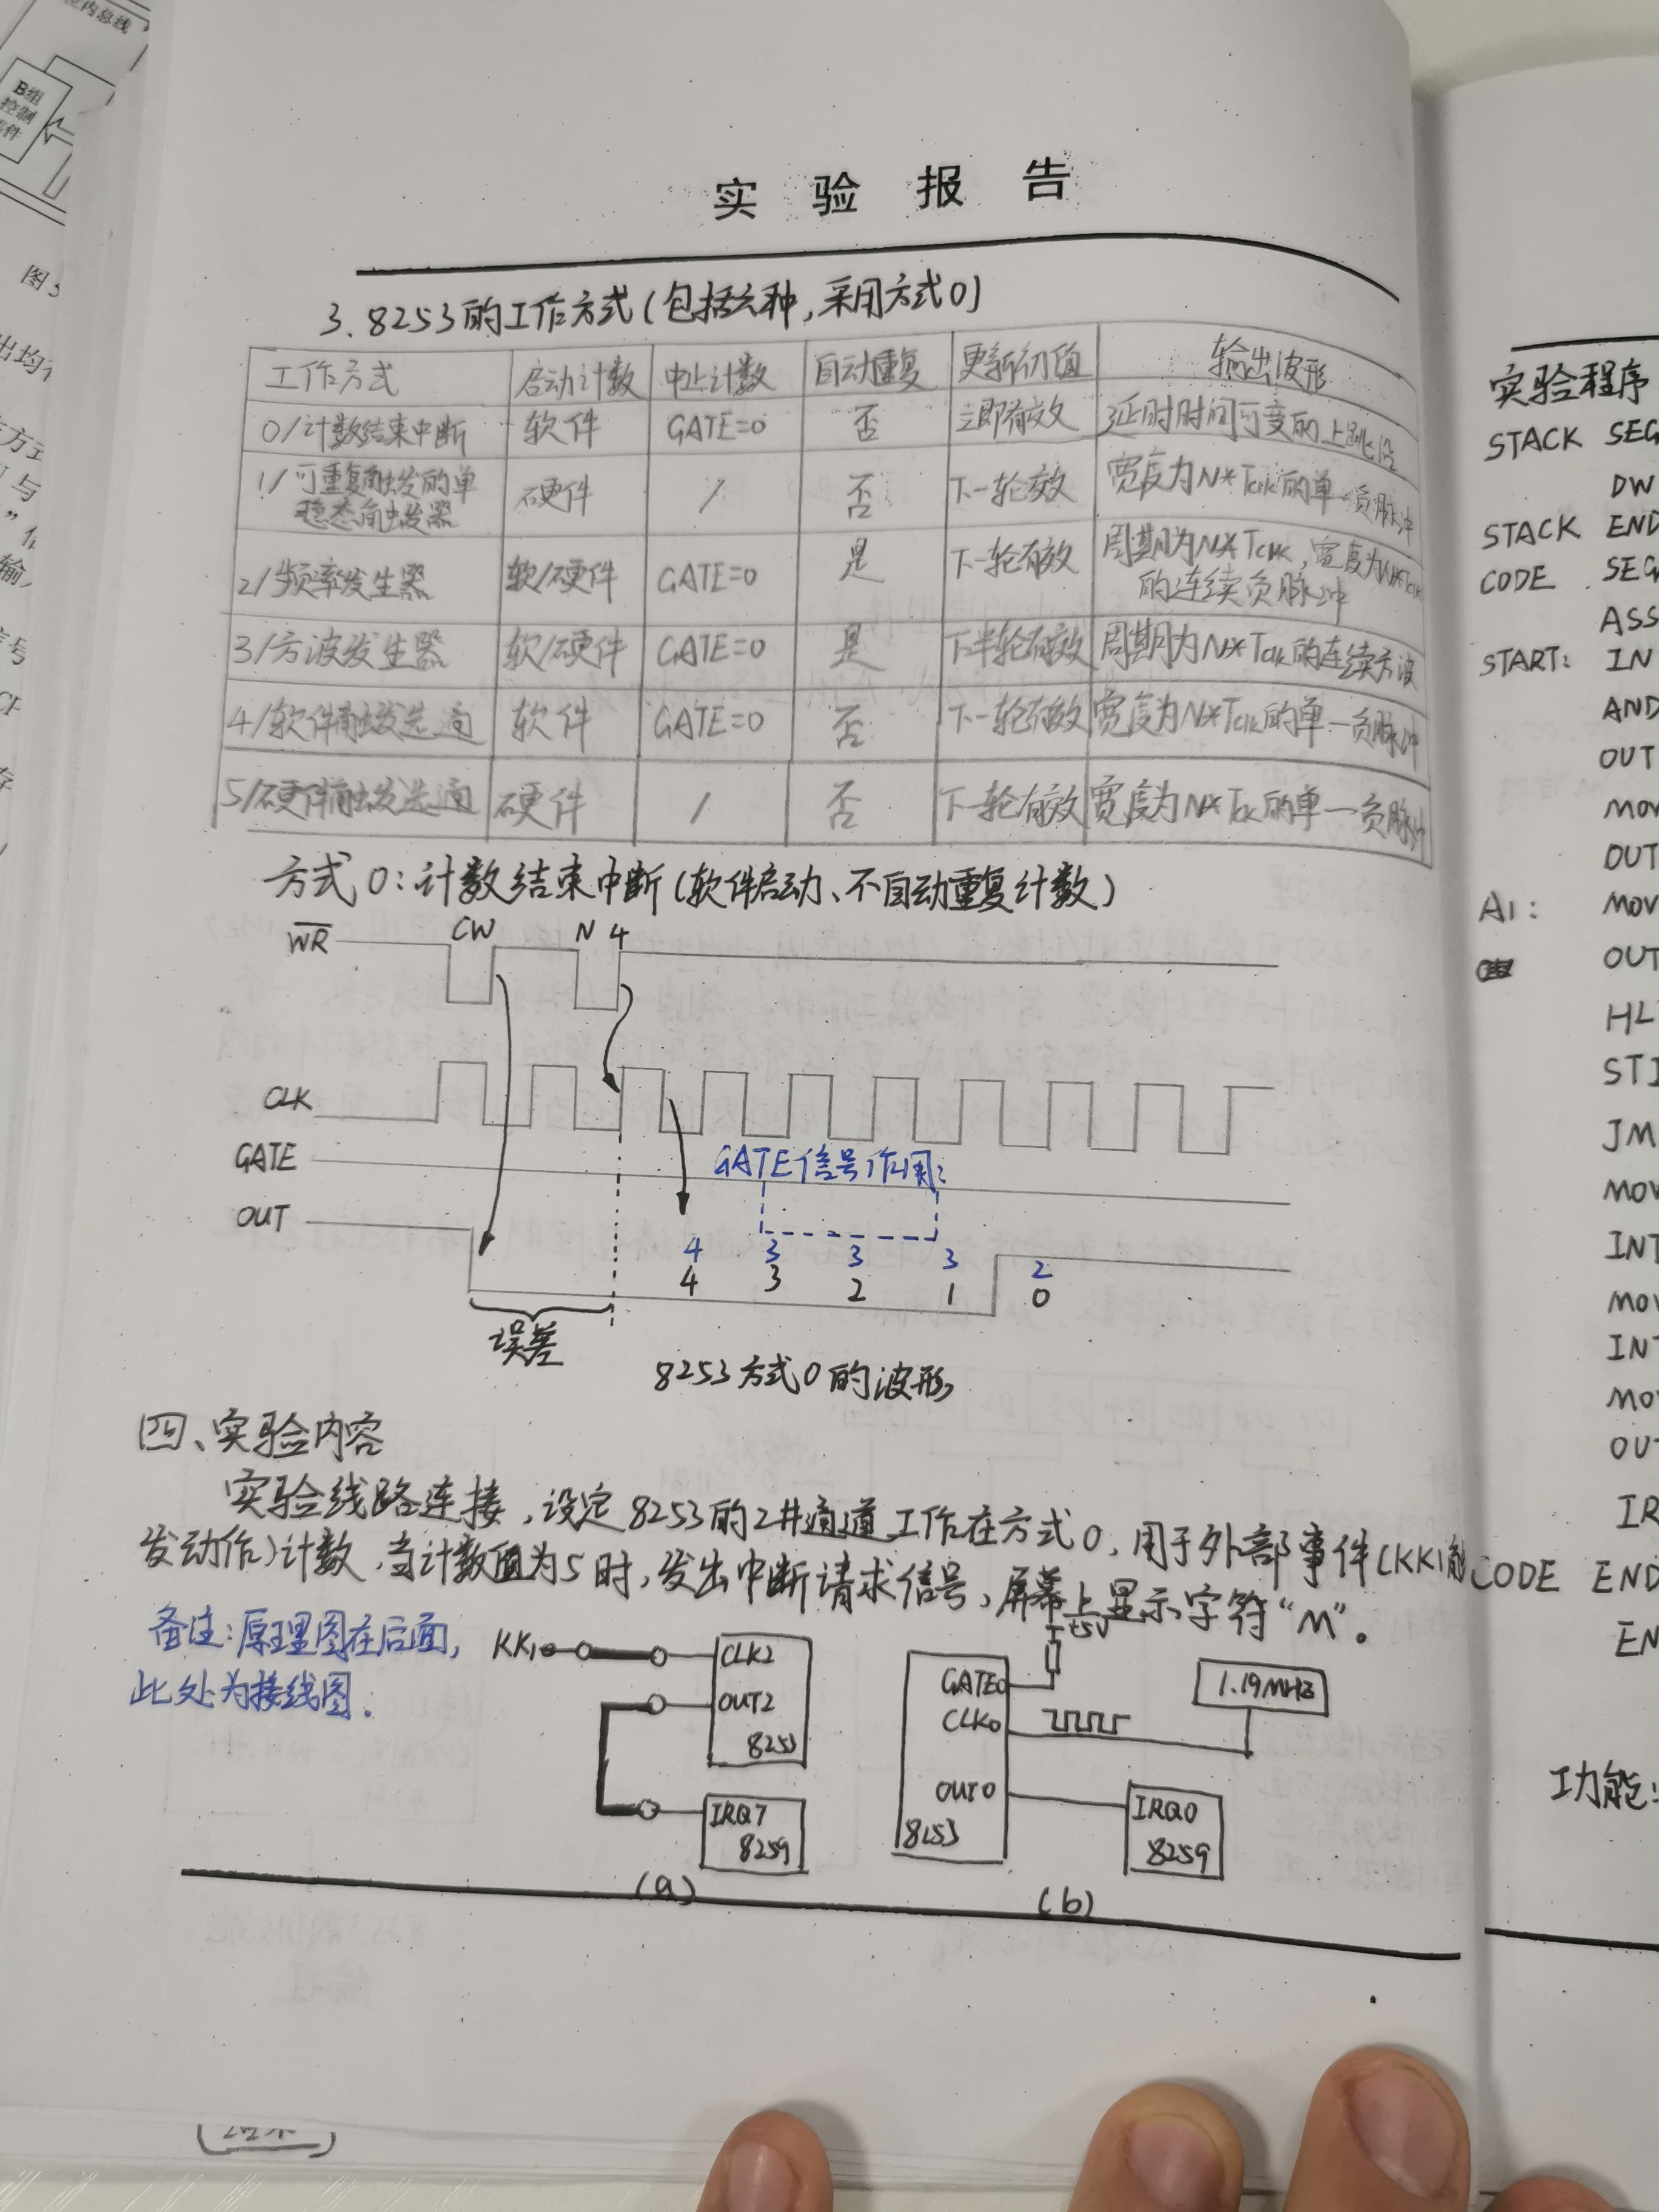 室内总线
B组
控制
部件
实验报告
3. 8253的工作方式(包括六种,采用方式0)
工作方式 启动计数 中止计数 自动重复 更新初值 输出波形
0/计数结束中断 软件 GATE=0 否 立即有效 延时时间可变的上跳沿
1/可重复触发的单稳态触发器 硬件 / 否 下一轮有效 宽度为N*Tclk的单一负脉冲
2/频率发生器 软/硬件 GATE=0 是 下一轮有效 周期为N*Tclk,宽度为 的连续负脉冲
3/方波发生器 软/硬件 GATE=0 是 下半轮有效 周期为N*Tclk的连续方波
4/软件触发选通 软件 GATE=0 否 下一轮有效 宽度为N*Tclk的单一负脉冲
5/硬件触发选通 硬件 / 否 下一轮有效 宽度为N*Tclk的单一负脉冲
方式0:计数结束中断(软件启动、不自动重复计数)
WR CW N 4
CLK
GATE GATE信号作用:
OUT
4 3 3 3 2
4 3 2 1 0
误差
8253方式0的波形
四、实验内容
实验线路连接,设定8253的2#通道工作在方式0,用于外部事件(KK1触
发动作)计数,当计数值为5时,发出中断请求信号,屏幕上显示字符“M”。
备注:原理图在后面,
此处为接线图.
KK1 CLK2
OUT2
8253
IRQ7
8259
(a)
+5V
GATE0
CLK0
1.19MHz
OUT0
8253
IRQ0
8259
(b)
实验程序
STACK SEG
DW
STACK END
CODE SEG
ASS
START: IN
AND
OUT
MOV
OUT
A1: MOV
OUT
HL
STI
JM
MOV
INT
MOV
INT
MOV
OUT
IR
CODE END
EN
功能: